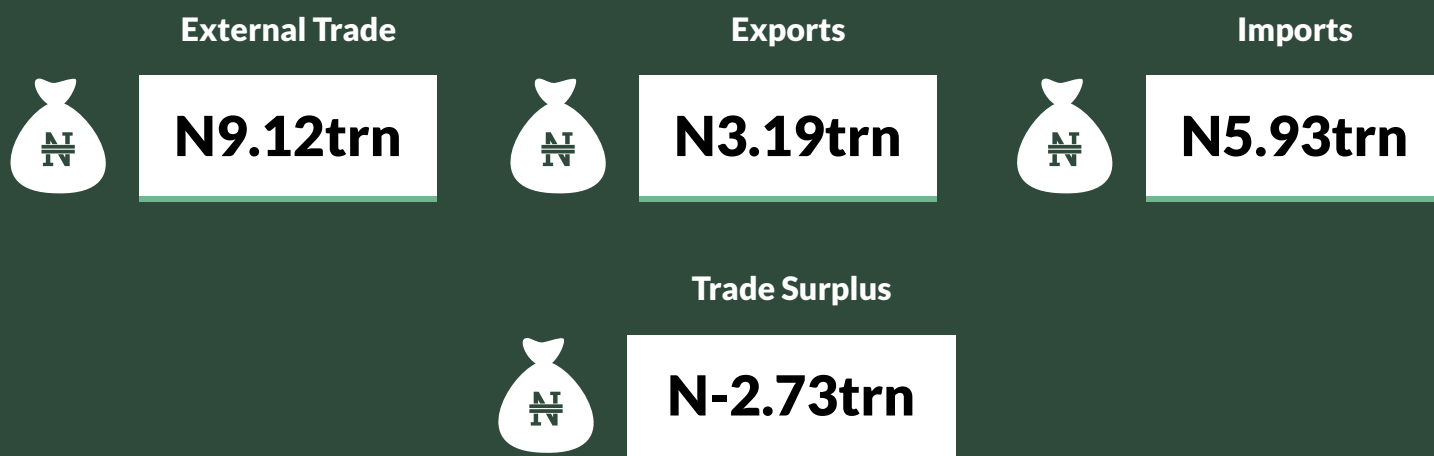 External Trade
Exports
Imports
₦
N9.12trn
₦
N3.19trn
₦
N5.93trn
Trade Surplus
₦
N-2.73trn